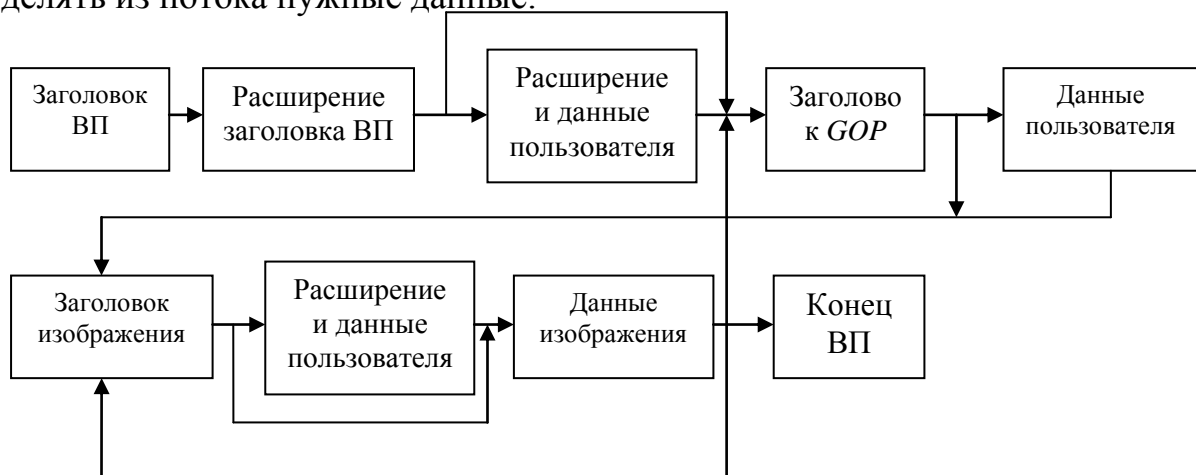 делять из потока нужные данные.
Заголовок
ВП
Расширение
заголовка ВП
Расширение
и данные
пользователя
Заголово
к GOP
Данные
пользователя
Заголовок
изображения
Расширение
и данные
пользователя
Данные
изображения
Конец
ВП